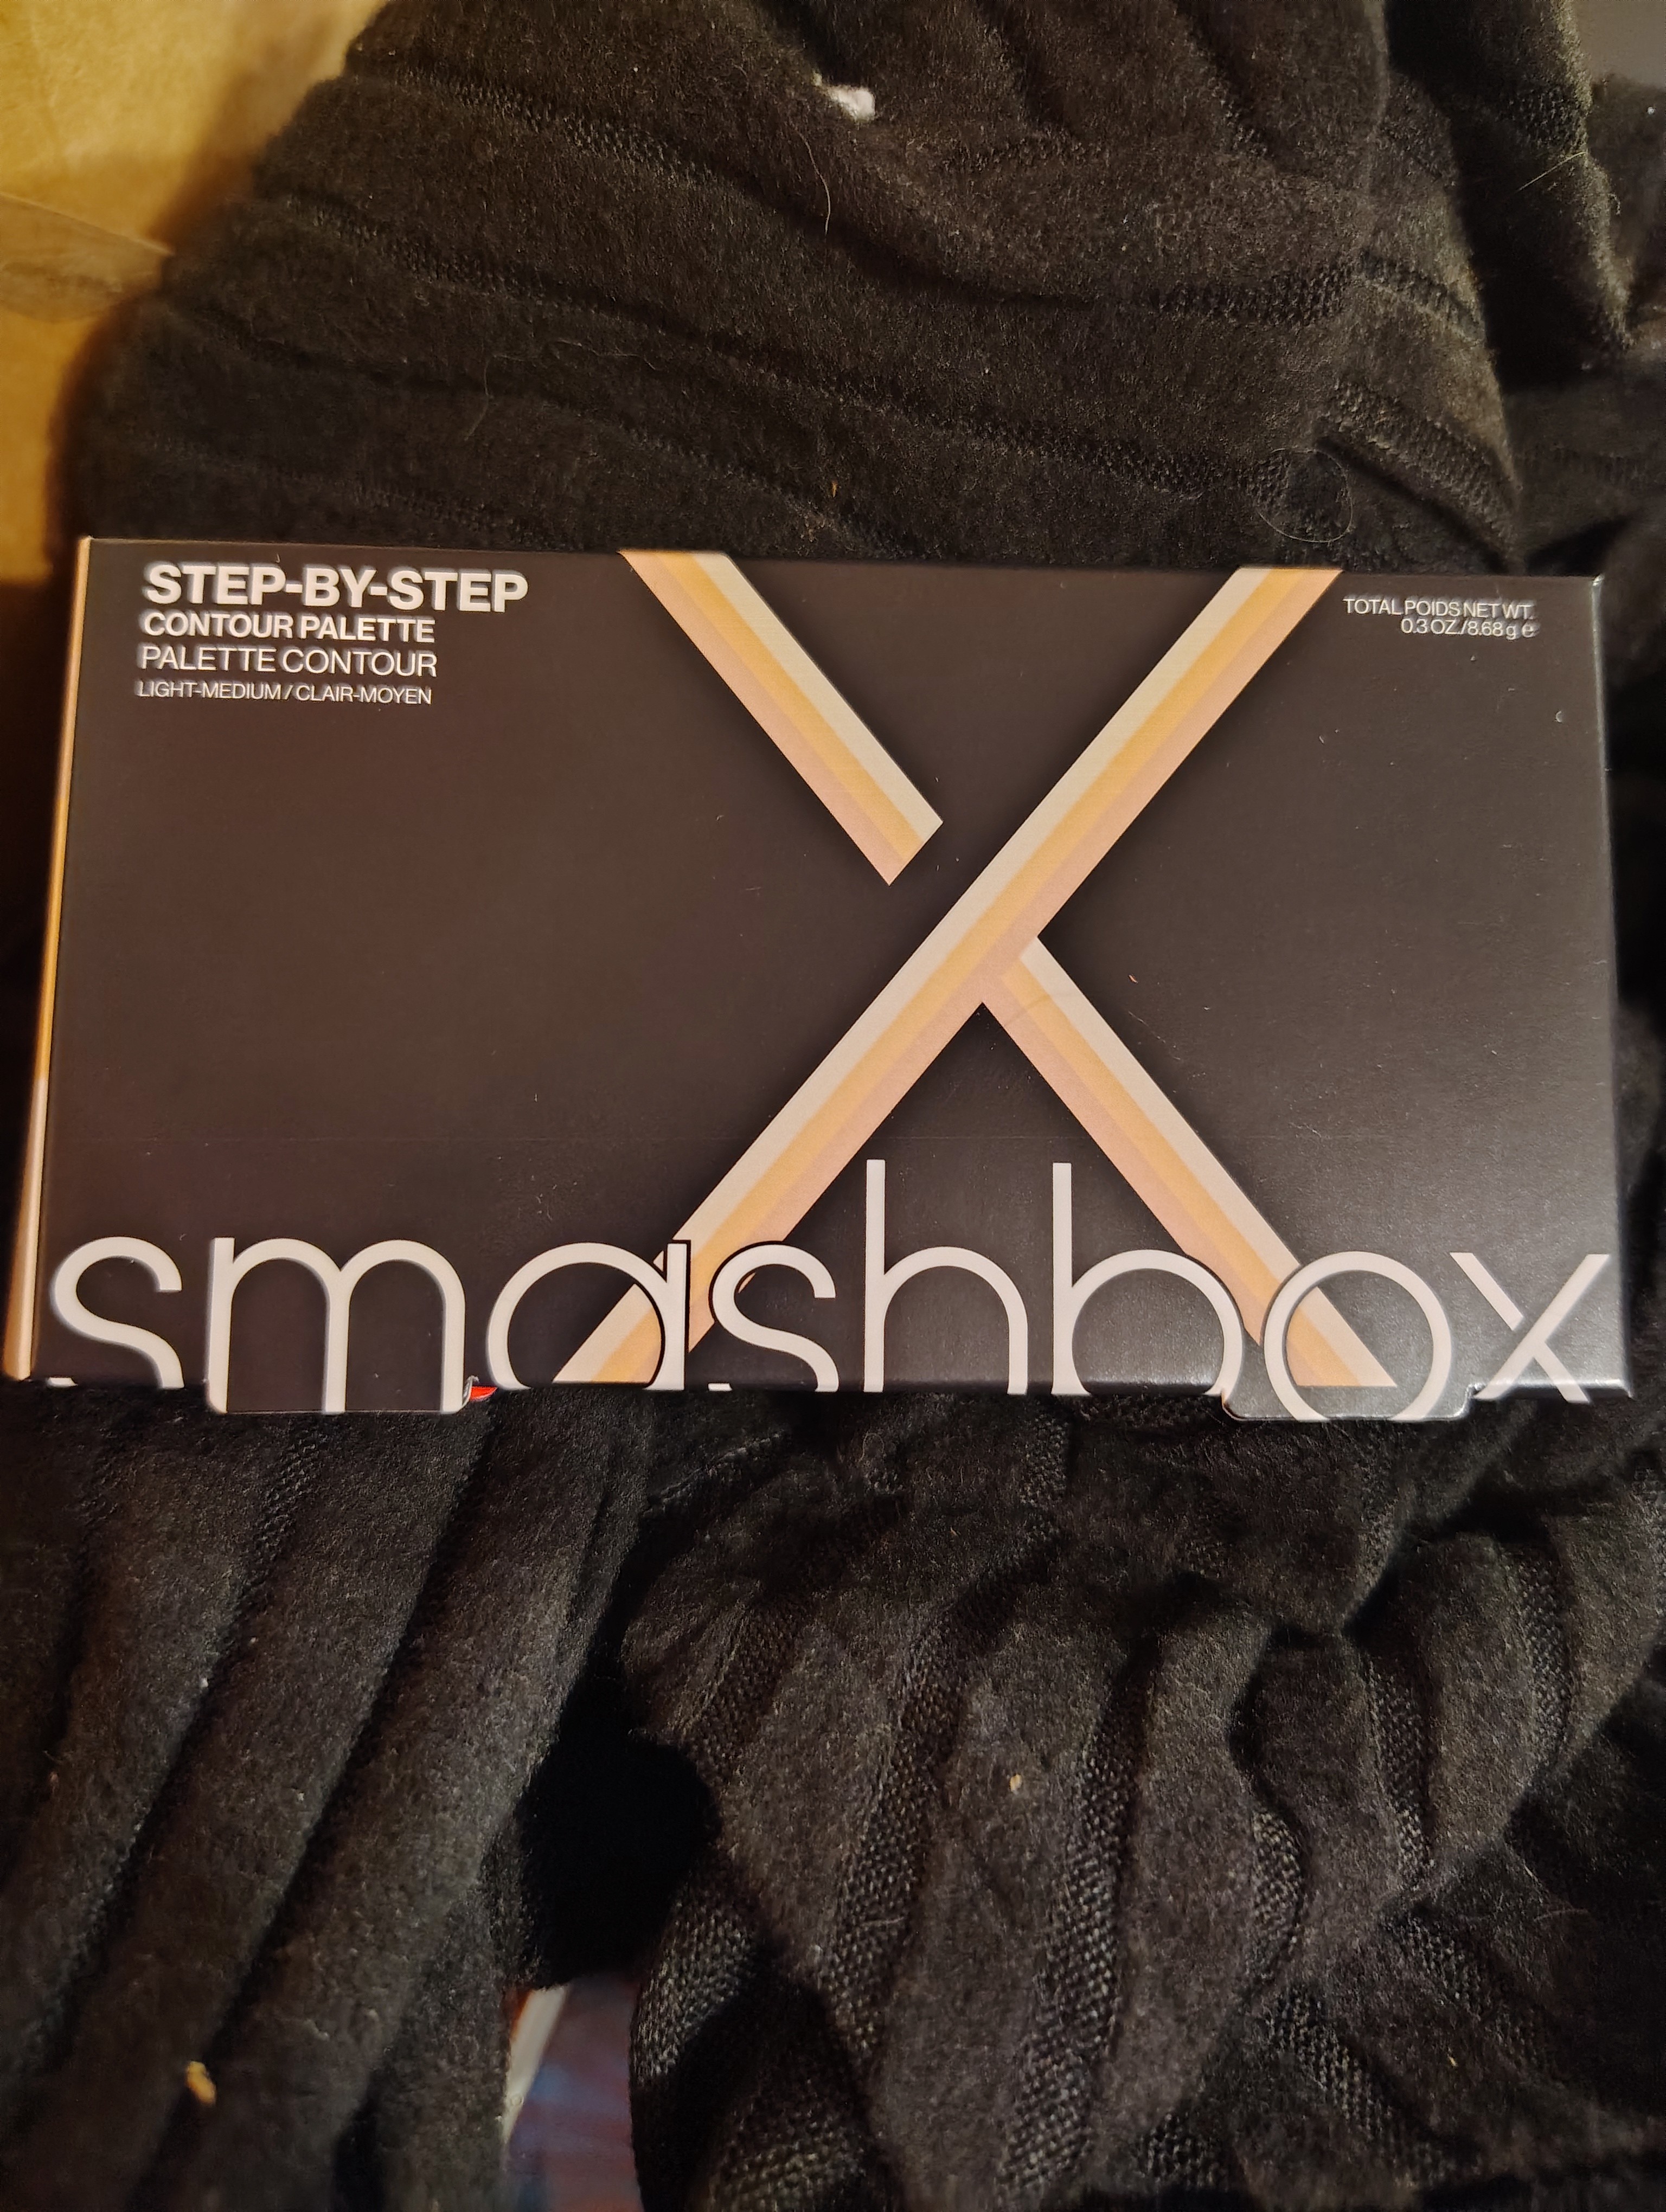 STEP-BY-STEP
CONTOUR PALETTE
PALETTE CONTOUR
LIGHT-MEDIUM / CLAIR-MOYEN
TOTAL POIDS NET WT.
0.3 OZ./8.68 g ℮
smashbox